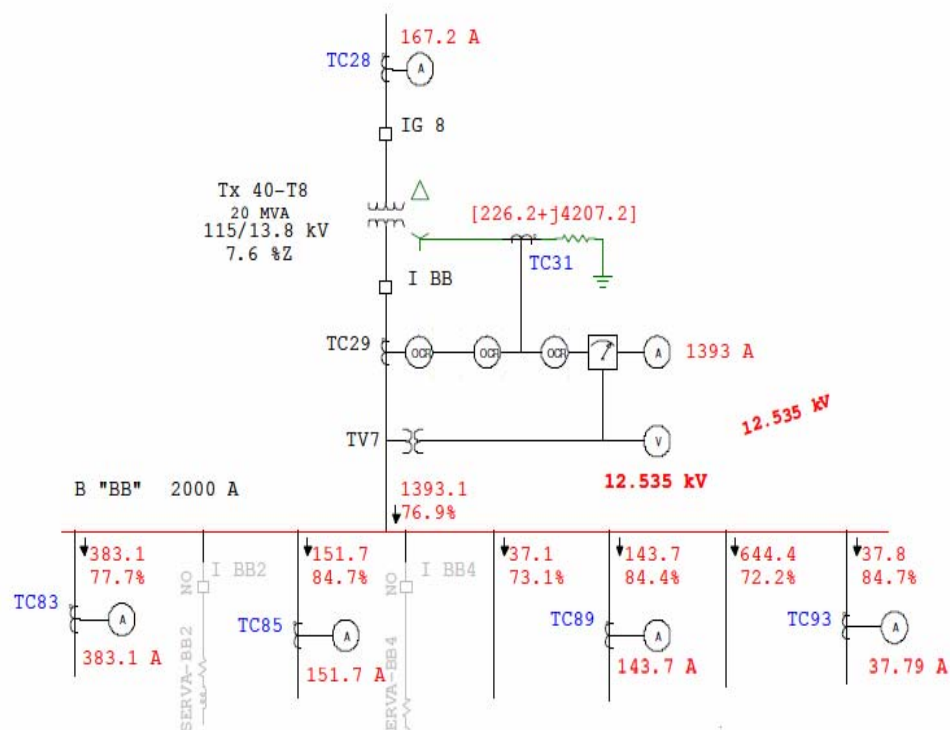 167.2 A
TC28
A
IG 8
Tx 40-T8
20 MVA
115/13.8 kV
7.6 %Z
[226.2+j4207.2]
TC31
I BB
TC29
OCR
OCR
OCR
A
1393 A
12.535 kV
TV7
V
12.535 kV
B "BB" 2000 A
1393.1
76.9%
383.1
77.7%
I BB2
NO
151.7
84.7%
I BB4
NO
37.1
73.1%
143.7
84.4%
644.4
72.2%
37.8
84.7%
TC83
A
383.1 A
SERVA-BB2
TC85
A
151.7 A
ERVA-BB4
TC89
A
143.7 A
TC93
A
37.79 A